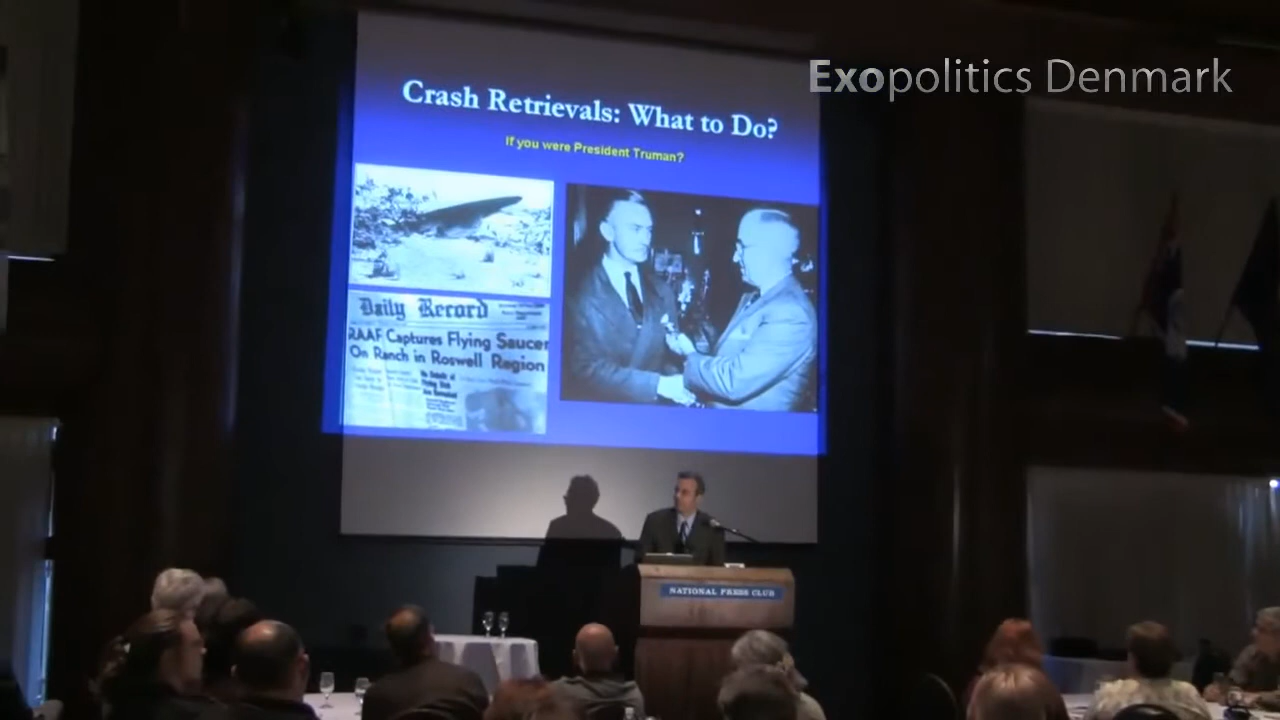 Exopolitics Denmark
Crash Retrievals: What to Do?
If you were President Truman?
Daily Record
RAAF Captures Flying Saucer
On Ranch in Roswell Region
NATIONAL PRESS CLUB